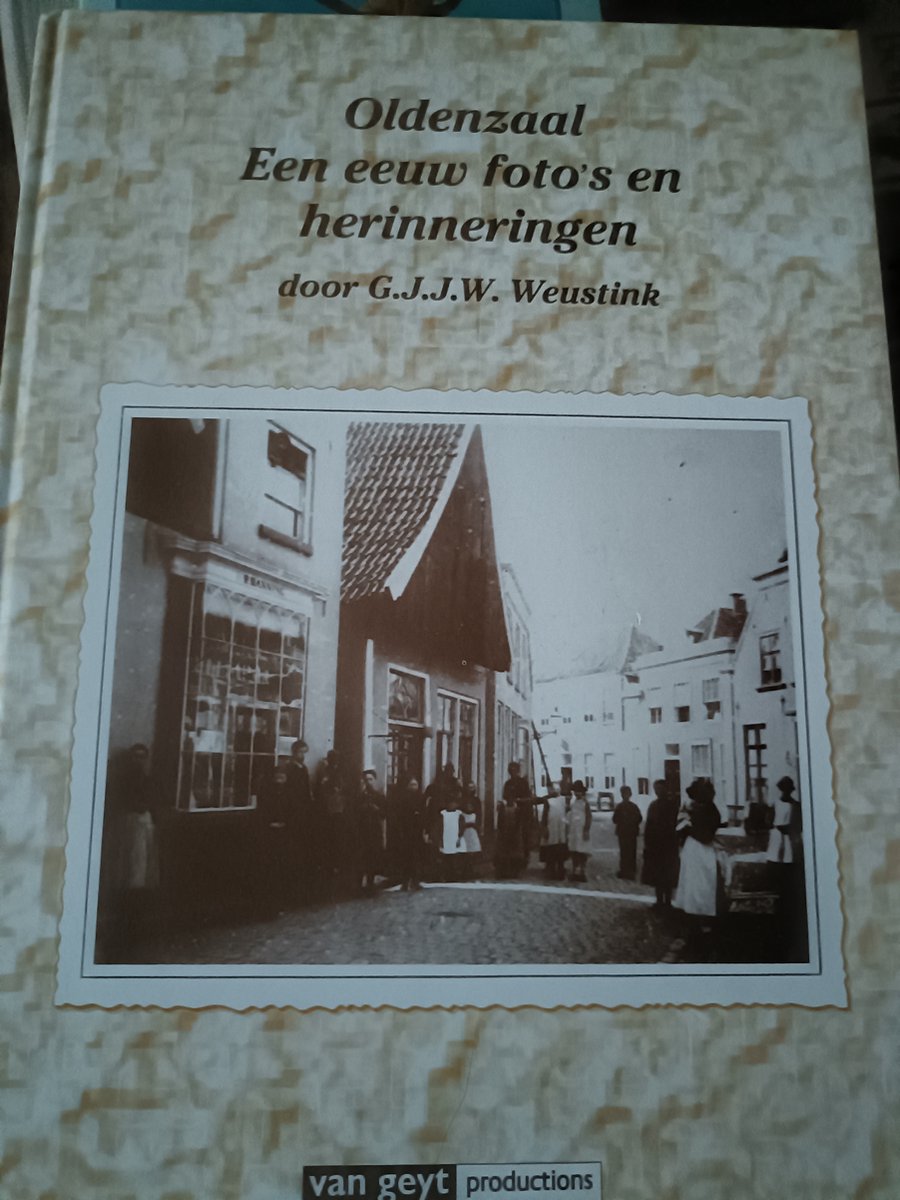 Oldenzaal
Een eeuw foto's en
herinneringen
door G.J.J.W. Weustink
van geyt productions